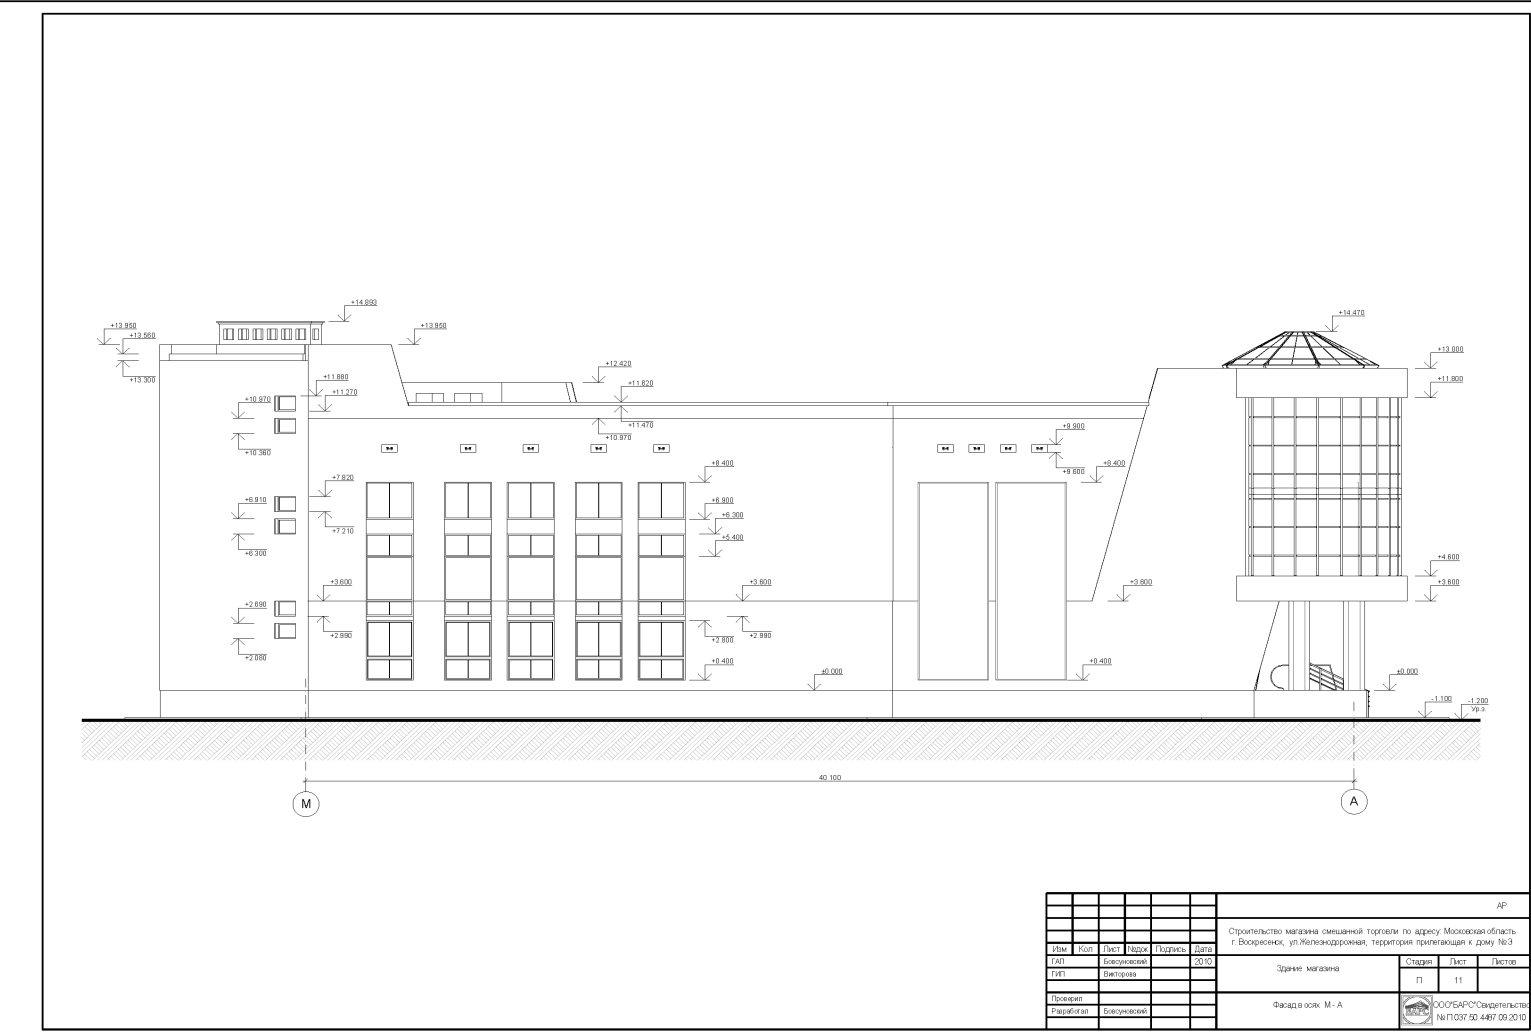 +14.893
+14.470
+13.950
+13.950
+13.560
+13.300
+13.000
+12.420
+11.880
+11.620
+11.800
+11.270
+10.970
+11.470
+10.970
+9.900
+10.360
+8.400
+8.400
+9.600
+7.820
+6.910
+6.900
+6.300
+7.210
+5.400
+6.300
+4.600
+3.600
+3.600
+3.600
+3.600
+2.690
+2.990
+2.800
+2.990
+2.080
+0.400
+0.400
±0.000
±0.000
-1.100
-1.200
Ур.з.
40 100
М
А
АР
Строительство магазина смешанной торговли по адресу: Московская область
г. Воскресенск, ул.Железнодорожная, территория прилегающая к дому №3
Изм Кол Лист №док Подпись Дата
ГАП Бовсуновский 2010
ГИП Викторова
Здание магазина
Стадия Лист Листов
П 11
Проверил
Разработал Бовсуновский
Фасад в осях М - А
ООО"БАРС"Свидетельство
№ П.037.50.4487.09.2010